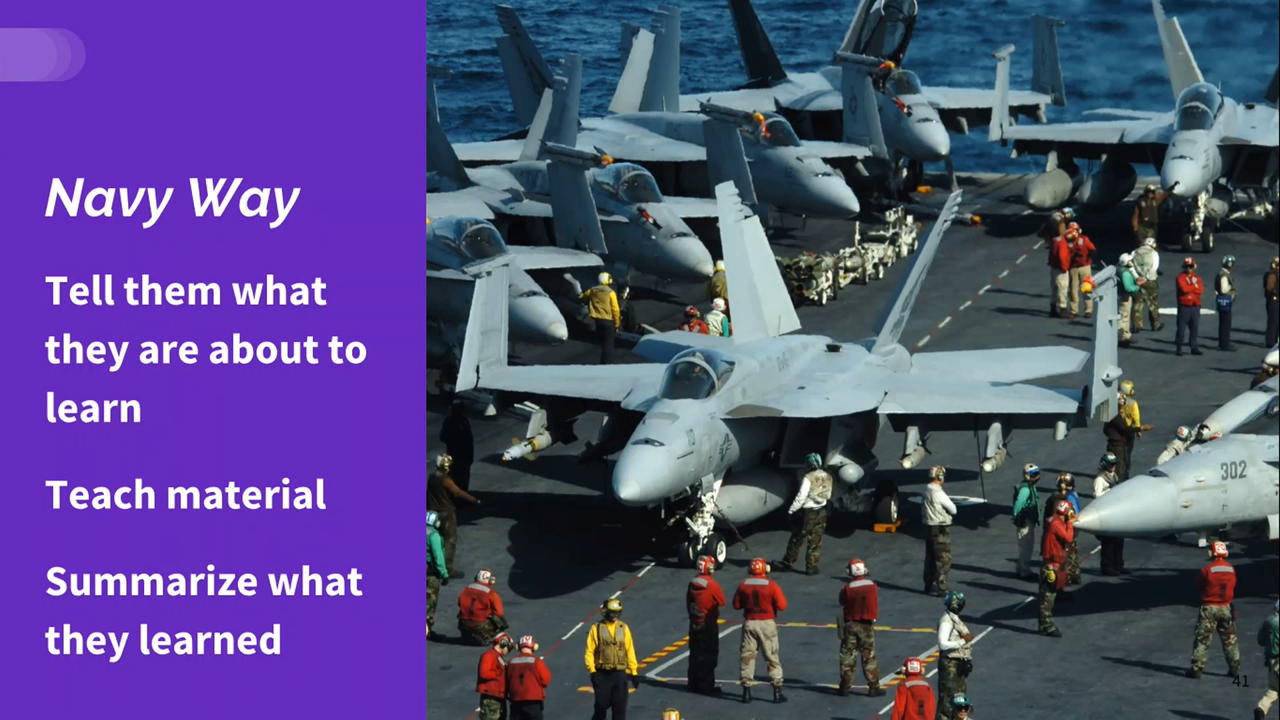 Navy Way
Tell them what
they are about to
learn
Teach material
Summarize what
they learned
302
41